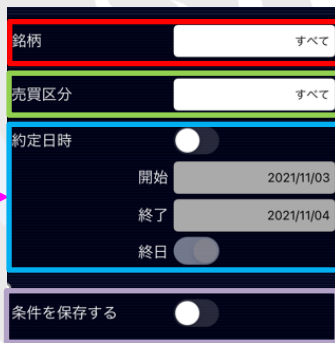 銘柄 すべて
売買区分 すべて
約定日時
開始 2021/11/03
終了 2021/11/04
終日
条件を保存する